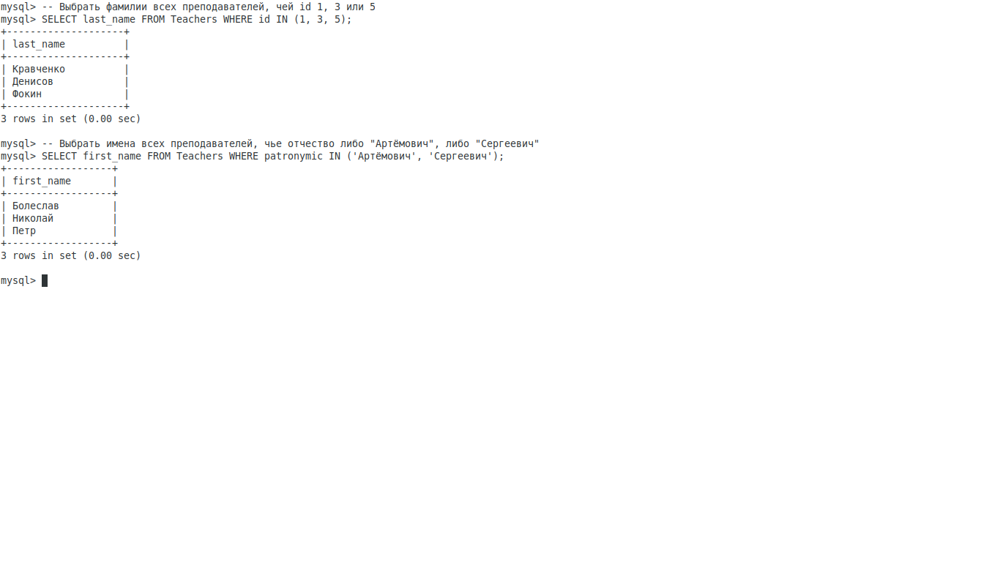 mysql> -- Выбрать фамилии всех преподавателей, чей id 1, 3 или 5
mysql> SELECT last_name FROM Teachers WHERE id IN (1, 3, 5);
+--------------------+
| last_name          |
+--------------------+
| Кравченко          |
| Денисов            |
| Фокин              |
+--------------------+
3 rows in set (0.00 sec)
mysql> -- Выбрать имена всех преподавателей, чье отчество либо "Артёмович", либо "Сергеевич"
mysql> SELECT first_name FROM Teachers WHERE patronymic IN ('Артёмович', 'Сергеевич');
+------------------+
| first_name       |
+------------------+
| Болеслав         |
| Николай          |
| Петр             |
+------------------+
3 rows in set (0.00 sec)
mysql>